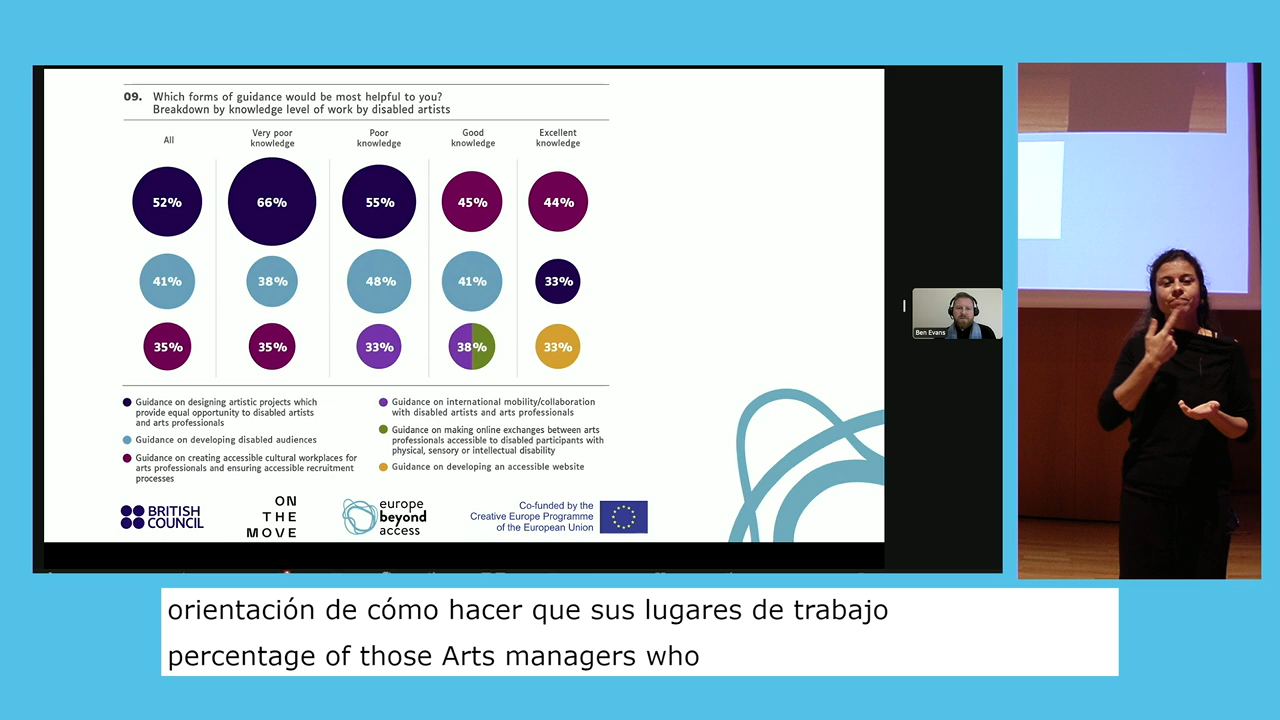 09. Which forms of guidance would be most helpful to you?
Breakdown by knowledge level of work by disabled artists
All
Very poor
knowledge
Poor
knowledge
Good
knowledge
Excellent
knowledge
52% 66% 55% 45% 44%
41% 38% 48% 41% 33%
35% 35% 33% 38% 33%
Guidance on designing artistic projects which
provide equal opportunity to disabled artists
and arts professionals
Guidance on developing disabled audiences
Guidance on creating accessible cultural workplaces for
arts professionals and ensuring accessible recruitment
processes
Guidance on international mobility/collaboration
with disabled artists and arts professionals
Guidance on making online exchanges between arts
professionals accessible to disabled participants with
physical, sensory or intellectual disability
Guidance on developing an accessible website
BRITISH
COUNCIL
ON
THE
MOVE
europe
beyond
access
Co-funded by the
Creative Europe Programme
of the European Union
Ben Evans
orientación de cómo hacer que sus lugares de trabajo
percentage of those Arts managers who